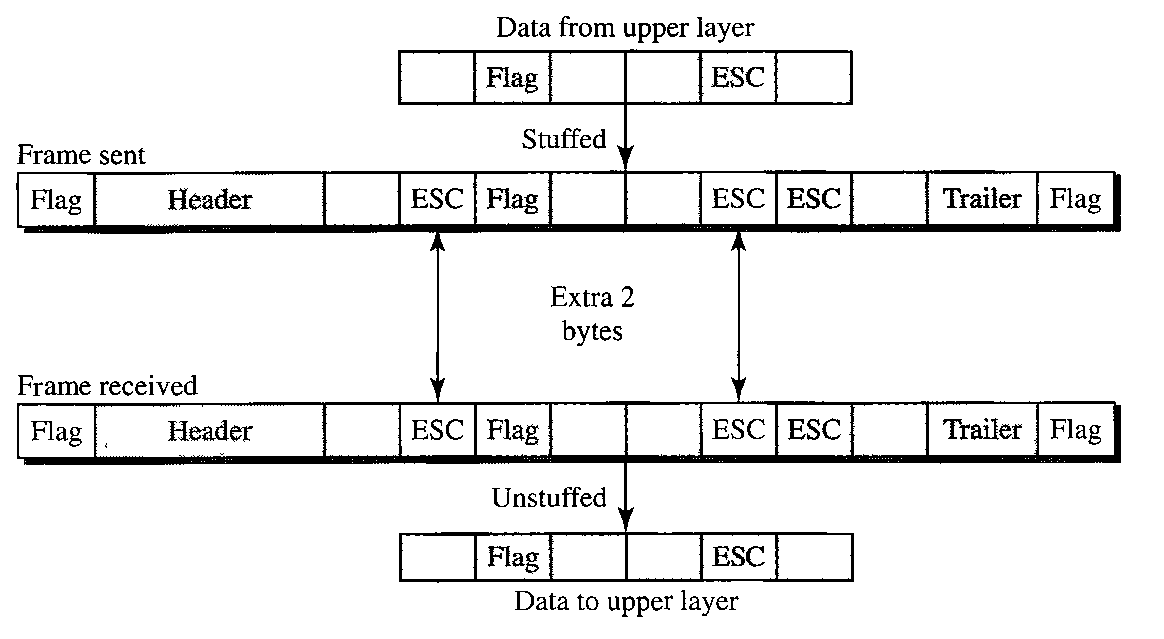 Data from upper layer
Flag ESC
Stuffed
Frame sent
Flag Header ESC Flag ESC ESC Trailer Flag
Extra 2
bytes
Frame received
Flag Header ESC Flag ESC ESC Trailer Flag
Unstuffed
Flag ESC
Data to upper layer